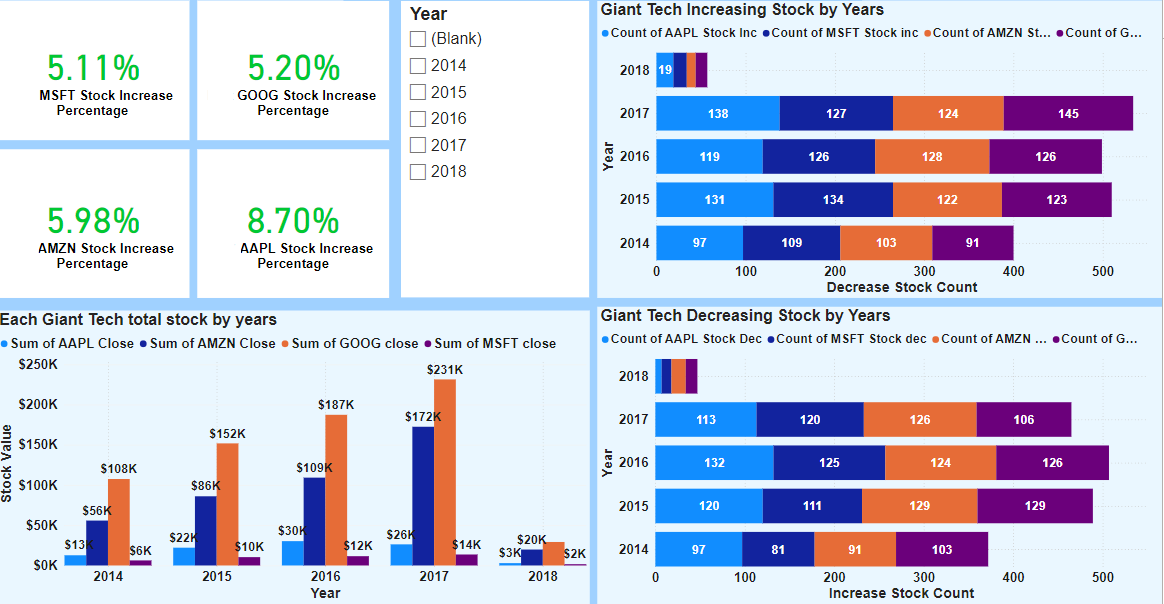 5.11%
MSFT Stock Increase
Percentage
5.20%
GOOG Stock Increase
Percentage
5.98%
AMZN Stock Increase
Percentage
8.70%
AAPL Stock Increase
Percentage
Year
(Blank)
2014
2015
2016
2017
2018
Giant Tech Increasing Stock by Years
Count of AAPL Stock Inc Count of MSFT Stock inc Count of AMZN St... Count of G...
Year
2018 19
2017 138 127 124 145
2016 119 126 128 126
2015 131 134 122 123
2014 97 109 103 91
0 100 200 300 400 500
Decrease Stock Count
Each Giant Tech total stock by years
Sum of AAPL Close Sum of AMZN Close Sum of GOOG close Sum of MSFT close
Stock Value
$250K
$200K
$150K
$100K
$50K
$0K
$13K $56K $108K $6K
$22K $86K $152K $10K
$30K $109K $187K $12K
$26K $172K $231K $14K
$3K $20K $2K
2014 2015 2016 2017 2018
Year
Giant Tech Decreasing Stock by Years
Count of AAPL Stock Dec Count of MSFT Stock dec Count of AMZN ... Count of G...
Year
2018
2017 113 120 126 106
2016 132 125 124 126
2015 120 111 129 129
2014 97 81 91 103
0 100 200 300 400 500
Increase Stock Count